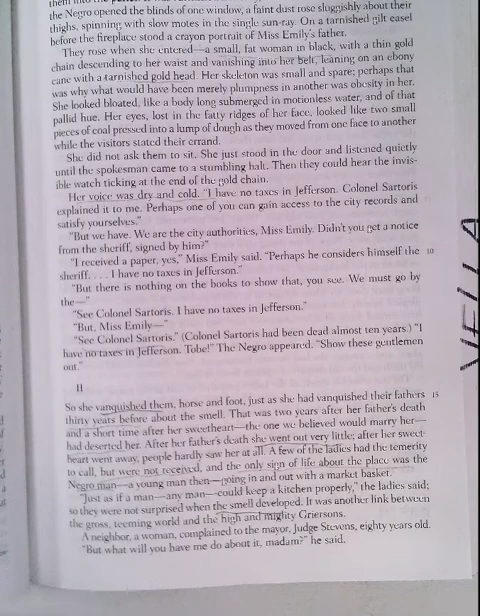 the Negro opened the blinds of one window, a faint dust rose sluggishly about their
thighs, spinning with slow motes in the single sun-ray. On a tarnished gilt easel
before the fireplace stood a crayon portrait of Miss Emily's father.
They rose when she entered—a small, fat woman in black, with a thin gold
chain descending to her waist and vanishing into her belt, leaning on an ebony
cane with a tarnished gold head. Her skeleton was small and spare; perhaps that
was why what would have been merely plumpness in another was obesity in her.
She looked bloated, like a body long submerged in motionless water, and of that
pallid hue. Her eyes, lost in the fatty ridges of her face, looked like two small
pieces of coal pressed into a lump of dough as they moved from one face to another
while the visitors stated their errand.
She did not ask them to sit. She just stood in the door and listened quietly
until the spokesman came to a stumbling halt. Then they could hear the invis-
ible watch ticking at the end of the gold chain.
Her voice was dry and cold. "I have no taxes in Jefferson. Colonel Sartoris
explained it to me. Perhaps one of you can gain access to the city records and
satisfy yourselves."
"But we have. We are the city authorities, Miss Emily. Didn't you get a notice
from the sheriff, signed by him?"
"I received a paper, yes," Miss Emily said. "Perhaps he considers himself the 10
sheriff. . . . I have no taxes in Jefferson."
"But there is nothing on the books to show that, you see. We must go by
the—"
"See Colonel Sartoris. I have no taxes in Jefferson."
"But, Miss Emily—"
"See Colonel Sartoris." (Colonel Sartoris had been dead almost ten years.) "I
have no taxes in Jefferson. Tobe!" The Negro appeared. "Show these gentlemen
out."
II
So she vanquished them, horse and foot, just as she had vanquished their fathers 15
thirty years before about the smell. That was two years after her father's death
and a short time after her sweetheart—the one we believed would marry her—
had deserted her. After her father's death she went out very little; after her sweet-
heart went away, people hardly saw her at all. A few of the ladies had the temerity
to call, but were not received, and the only sign of life about the place was the
Negro man—a young man then—going in and out with a market basket.
"Just as if a man—any man—could keep a kitchen properly," the ladies said;
so they were not surprised when the smell developed. It was another link between
the gross, teeming world and the high and mighty Griersons.
A neighbor, a woman, complained to the mayor, Judge Stevens, eighty years old.
"But what will you have me do about it, madam?" he said.
VELLA